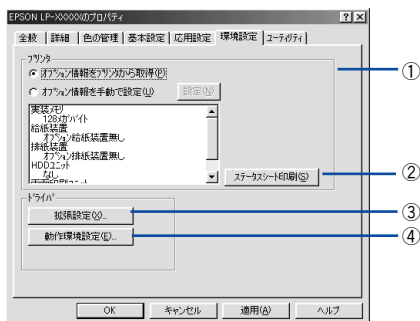 EPSON LP-XXXXXのプロパティ
全般 詳細 色の管理 基本設定 応用設定 環境設定 ユーティリティ
プリンタ
オプション情報をプリンタから取得(P)
オプション情報を手動で設定(U) 設定(N)
実装メモリ
128メガバイト
給紙装置
オプション給紙装置無し
排紙装置
オプション排紙装置無し
HDDユニット
なし
ステータスシート印刷(S)
ドライバ
拡張設定(X)...
動作環境設定(E)...
OK キャンセル 適用(A) ヘルプ
①
②
③
④